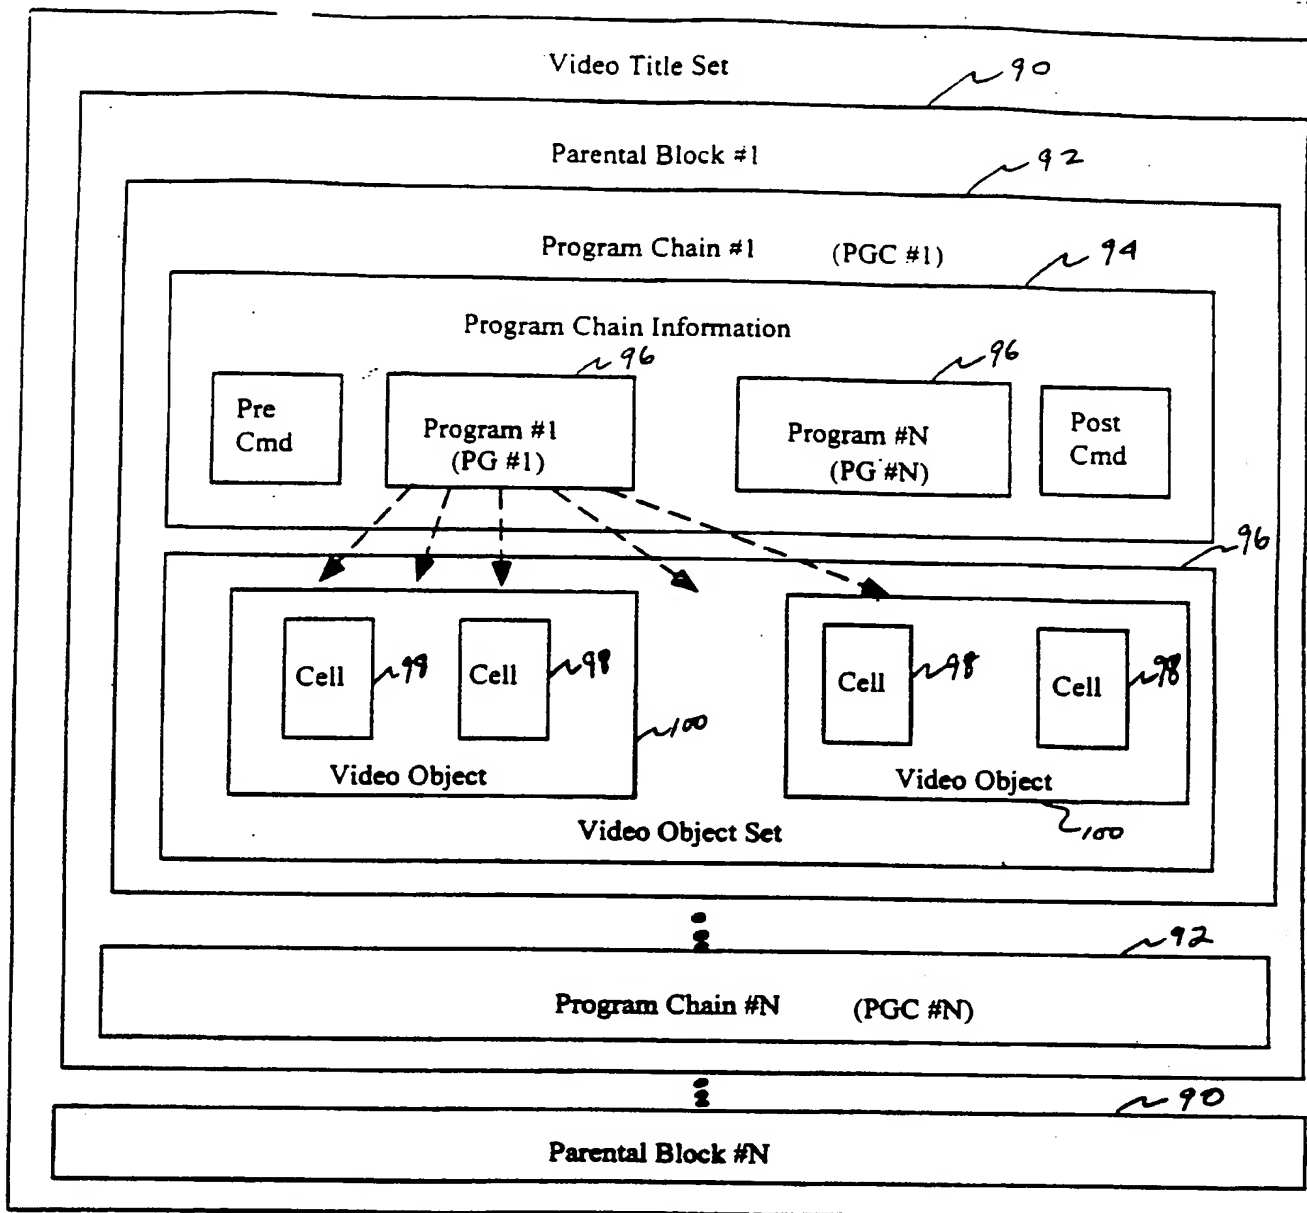 Video Title Set
90
Parental Block #1
92
Program Chain #1 (PGC #1)
94
Program Chain Information
96
96
Pre
Cmd
Program #1
(PG #1)
Program #N
(PG #N)
Post
Cmd
96
Cell
98
Cell
98
Cell
98
Cell
98
100
Video Object
Video Object
100
Video Object Set
92
Program Chain #N (PGC #N)
90
Parental Block #N